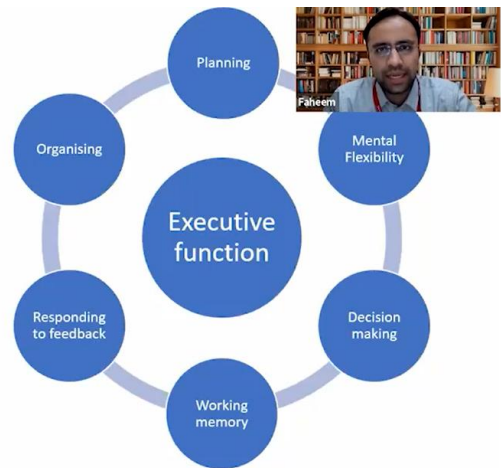 Planning
Faheem
Organising
Mental
Flexibility
Executive
function
Responding
to feedback
Decision
making
Working
memory